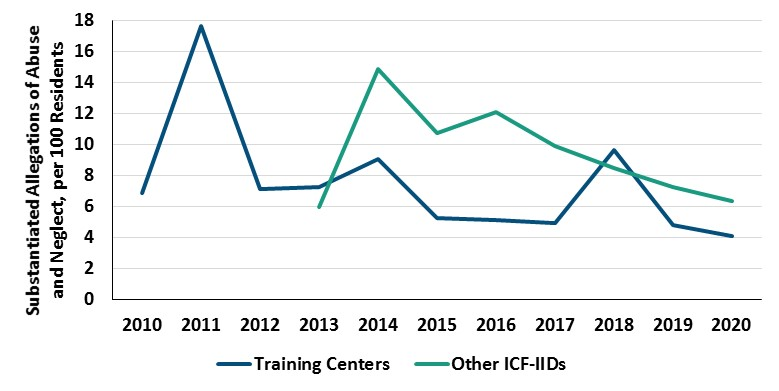 Substantiated Allegations of Abuse
and Neglect, per 100 Residents
18
16
14
12
10
8
6
4
2
0
2010 2011 2012 2013 2014 2015 2016 2017 2018 2019 2020
Training Centers Other ICF-IIDs